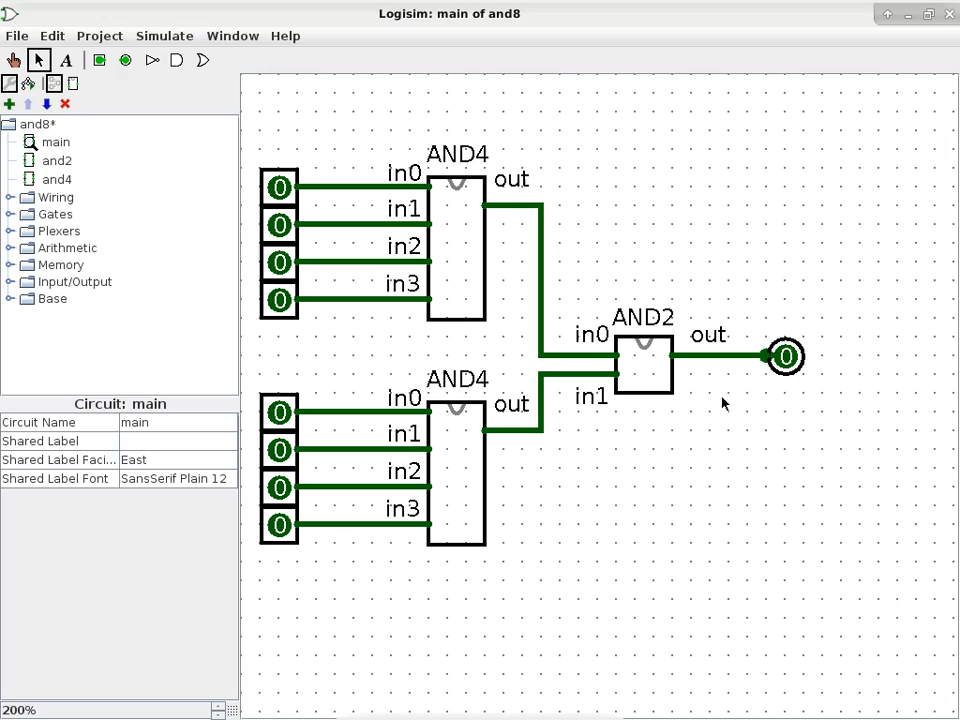 Logisim: main of and8
File Edit Project Simulate Window Help
A
and8*
main
and2
and4
Wiring
Gates
Plexers
Arithmetic
Memory
Input/Output
Base
Circuit: main
Circuit Name main
Shared Label
Shared Label Faci... East
Shared Label Font SansSerif Plain 12
200%
AND4
in0 out
0
in1
0
in2
0
in3
0
AND2
in0 out
0
in1
AND4
in0 out
0
in1
0
in2
0
in3
0